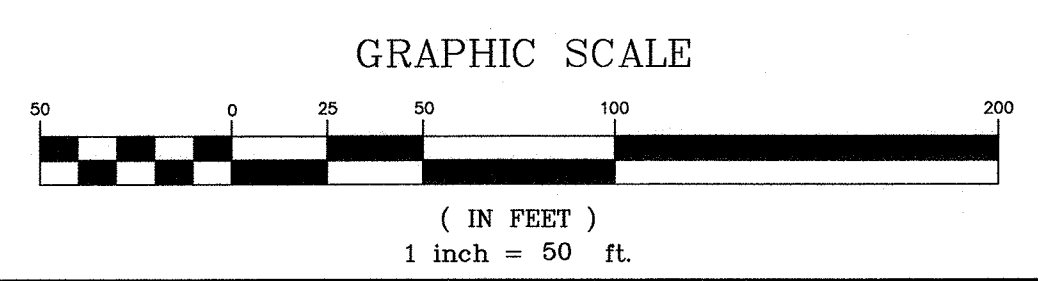 GRAPHIC SCALE
50 0 25 50 100 200
( IN FEET )
1 inch = 50 ft.